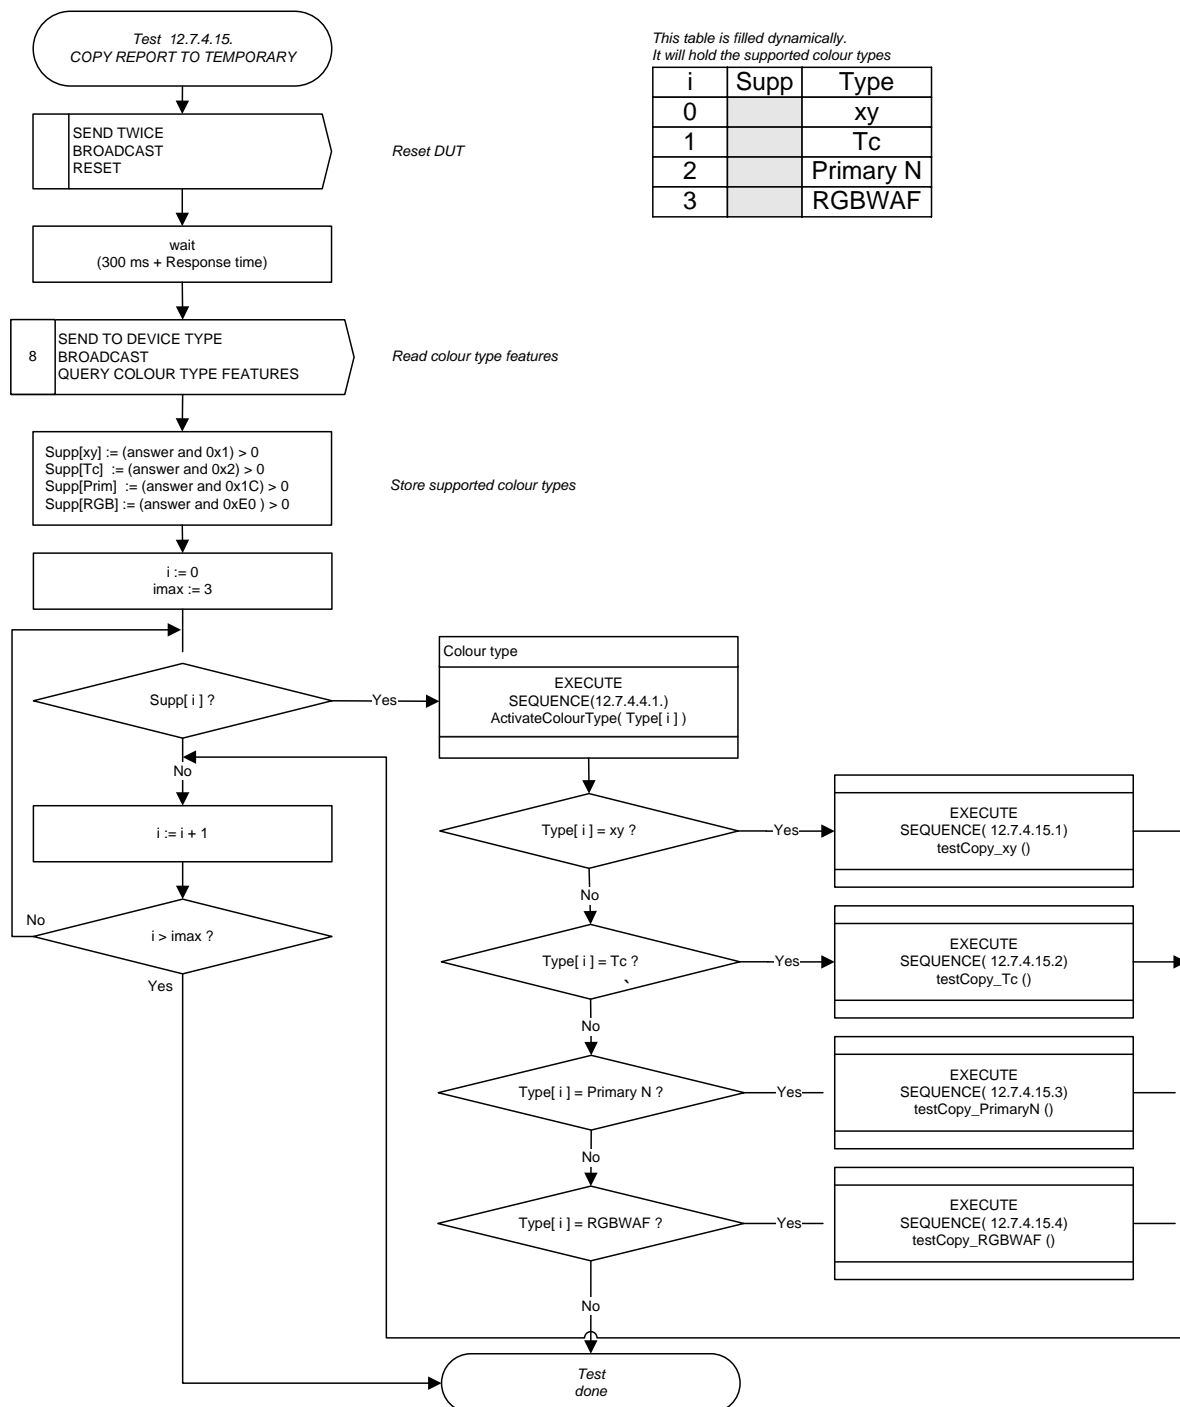 Test 12.7.4.15.
COPY REPORT TO TEMPORARY
This table is filled dynamically.
It will hold the supported colour types
i Supp Type
0 xy
1 Tc
2 Primary N
3 RGBWAF
SEND TWICE
BROADCAST
RESET
Reset DUT
wait
(300 ms + Response time)
8
SEND TO DEVICE TYPE
BROADCAST
QUERY COLOUR TYPE FEATURES
Read colour type features
Supp[xy] := (answer and 0x1) > 0
Supp[Tc] := (answer and 0x2) > 0
Supp[Prim] := (answer and 0x1C) > 0
Supp[RGB] := (answer and 0xE0 ) > 0
Store supported colour types
i := 0
imax := 3
Supp[ i ] ?
Yes
No
Colour type
EXECUTE
SEQUENCE(12.7.4.4.1.)
ActivateColourType( Type[ i ] )
i := i + 1
i > imax ?
No
Yes
Type[ i ] = xy ?
Yes
No
EXECUTE
SEQUENCE( 12.7.4.15.1)
testCopy_xy ()
Type[ i ] = Tc ?
`
Yes
No
EXECUTE
SEQUENCE( 12.7.4.15.2)
testCopy_Tc ()
Type[ i ] = Primary N ?
Yes
No
EXECUTE
SEQUENCE( 12.7.4.15.3)
testCopy_PrimaryN ()
Type[ i ] = RGBWAF ?
Yes
No
EXECUTE
SEQUENCE( 12.7.4.15.4)
testCopy_RGBWAF ()
Test
done